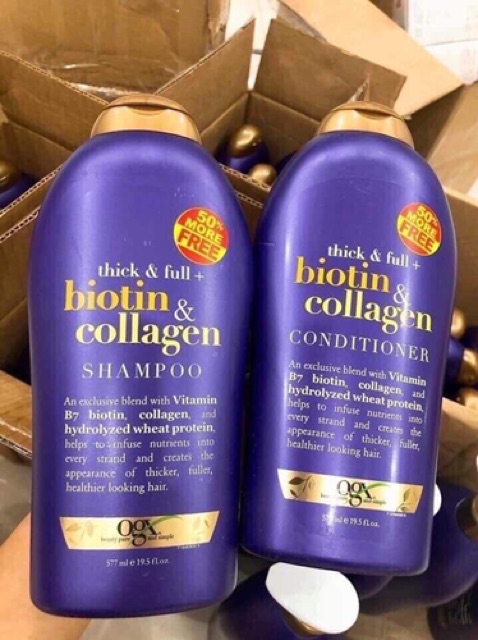 50%
MORE
FREE
thick & full +
biotin
&
collagen
SHAMPOO
An exclusive blend with Vitamin
B7 biotin, collagen, and
hydrolyzed wheat protein,
helps to infuse nutrients into
every strand and creates the
appearance of thicker, fuller,
healthier looking hair.
ogx
beauty pure and simple
577 ml e 19.5 fl.oz.
50%
MORE
FREE
thick & full +
biotin
&
collagen
CONDITIONER
An exclusive blend with Vitamin
B7 biotin, collagen, and
hydrolyzed wheat protein,
helps to infuse nutrients into
every strand and creates the
appearance of thicker, fuller,
healthier looking hair.
ogx
577 ml e 19.5 fl.oz.